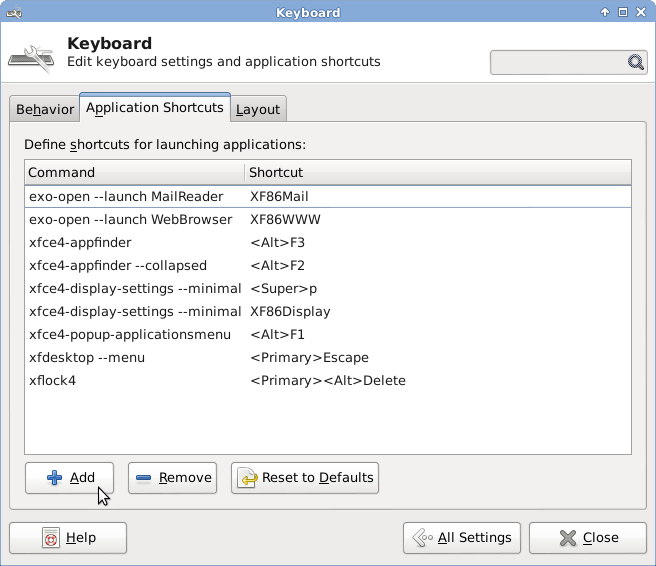 Keyboard
Keyboard
Edit keyboard settings and application shortcuts
Behavior Application Shortcuts Layout
Define shortcuts for launching applications:
Command Shortcut
exo-open --launch MailReader XF86Mail
exo-open --launch WebBrowser XF86WWW
xfce4-appfinder <Alt>F3
xfce4-appfinder --collapsed <Alt>F2
xfce4-display-settings --minimal <Super>p
xfce4-display-settings --minimal XF86Display
xfce4-popup-applicationsmenu <Alt>F1
xfdesktop --menu <Primary>Escape
xflock4 <Primary><Alt>Delete
Add Remove Reset to Defaults
Help All Settings Close